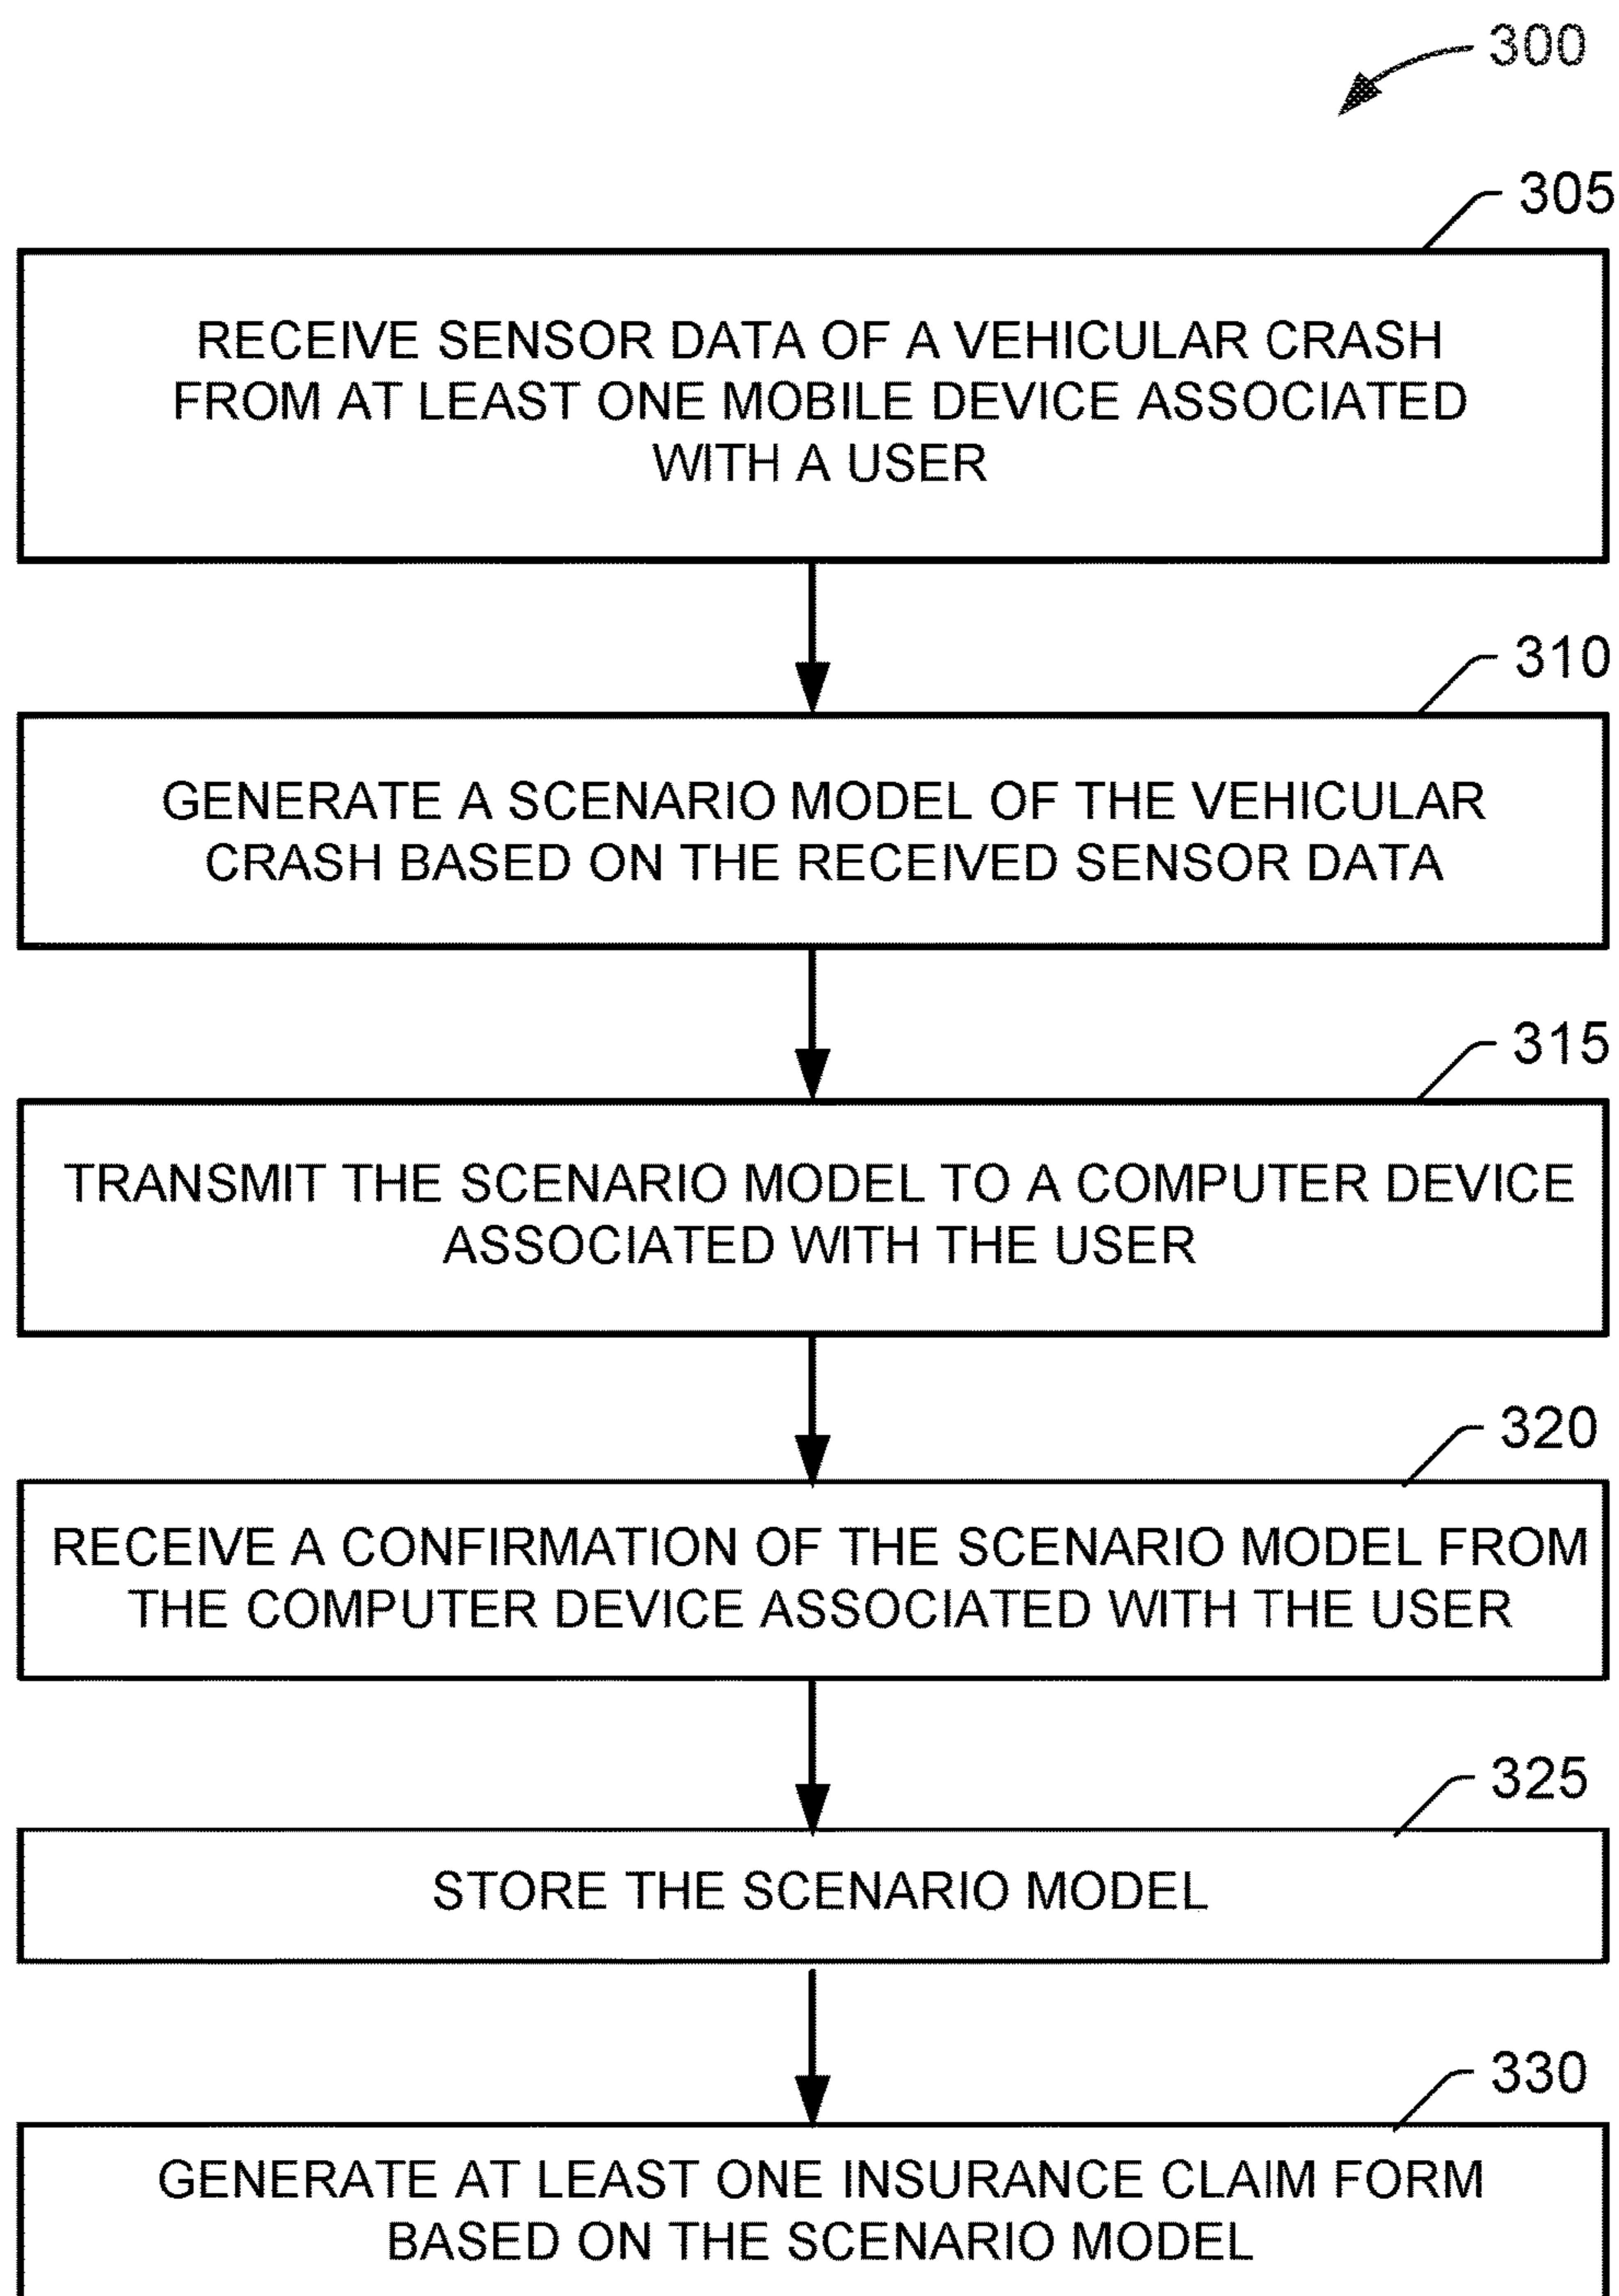 300
305
RECEIVE SENSOR DATA OF A VEHICULAR CRASH
FROM AT LEAST ONE MOBILE DEVICE ASSOCIATED
WITH A USER
310
GENERATE A SCENARIO MODEL OF THE VEHICULAR
CRASH BASED ON THE RECEIVED SENSOR DATA
315
TRANSMIT THE SCENARIO MODEL TO A COMPUTER DEVICE
ASSOCIATED WITH THE USER
320
RECEIVE A CONFIRMATION OF THE SCENARIO MODEL FROM
THE COMPUTER DEVICE ASSOCIATED WITH THE USER
325
STORE THE SCENARIO MODEL
330
GENERATE AT LEAST ONE INSURANCE CLAIM FORM
BASED ON THE SCENARIO MODEL